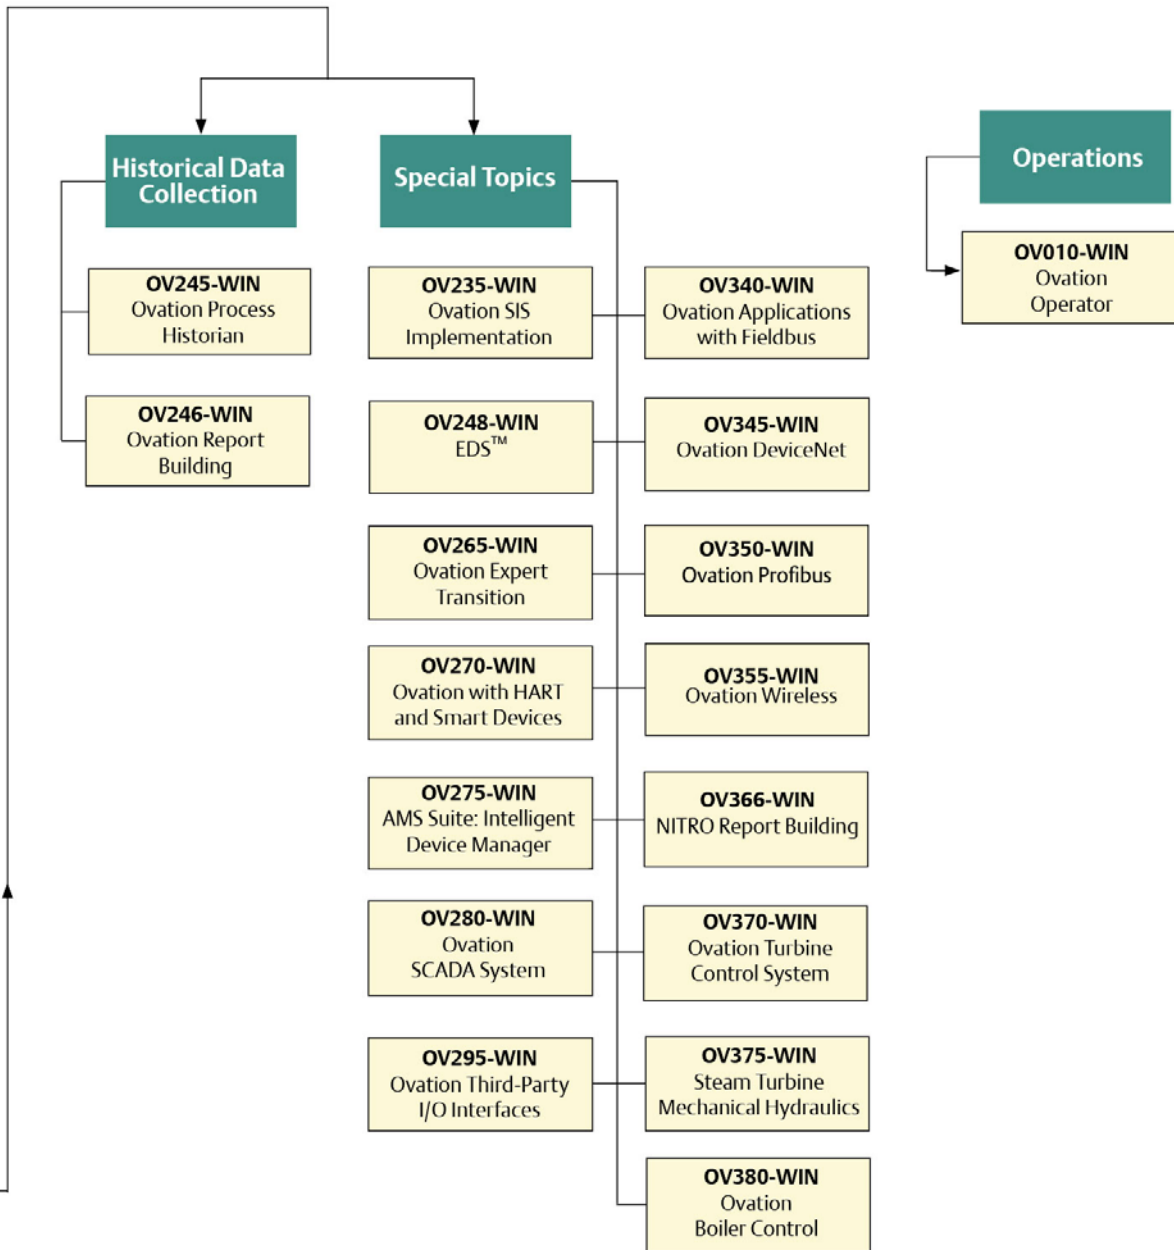 Historical Data
Collection
OV245-WIN
Ovation Process
Historian
OV246-WIN
Ovation Report
Building
Special Topics
OV235-WIN
Ovation SIS
Implementation
OV248-WIN
EDS™
OV265-WIN
Ovation Expert
Transition
OV270-WIN
Ovation with HART
and Smart Devices
OV275-WIN
AMS Suite: Intelligent
Device Manager
OV280-WIN
Ovation
SCADA System
OV295-WIN
Ovation Third-Party
I/O Interfaces
OV340-WIN
Ovation Applications
with Fieldbus
OV345-WIN
Ovation DeviceNet
OV350-WIN
Ovation Profibus
OV355-WIN
Ovation Wireless
OV366-WIN
NITRO Report Building
OV370-WIN
Ovation Turbine
Control System
OV375-WIN
Steam Turbine
Mechanical Hydraulics
OV380-WIN
Ovation
Boiler Control
Operations
OV010-WIN
Ovation
Operator